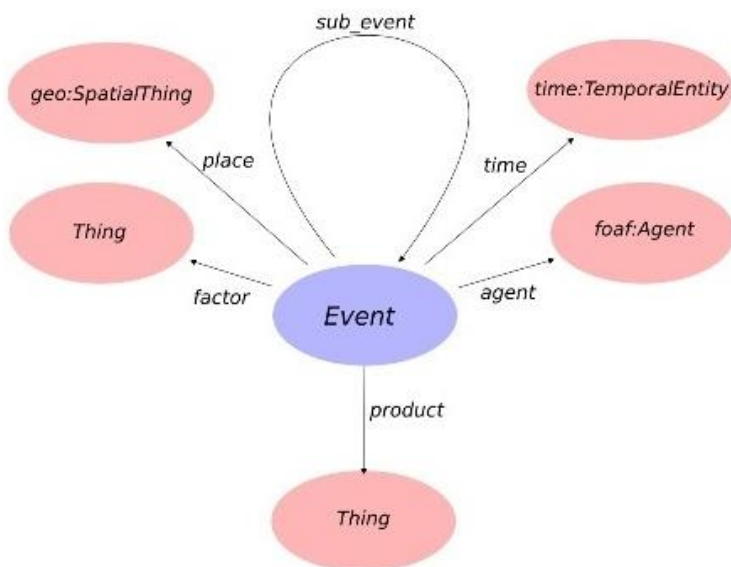 sub_event
geo:SpatialThing
time:TemporalEntity
place
time
Thing
foaf:Agent
factor
agent
Event
product
Thing